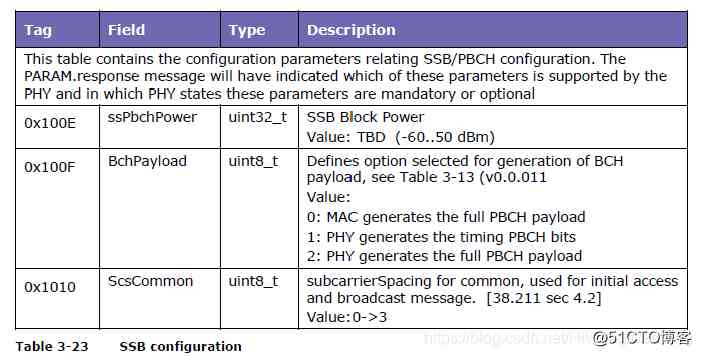 Tag Field Type Description
This table contains the configuration parameters relating SSB/PBCH configuration. The
PARAM.response message will have indicated which of these parameters is supported by the
PHY and in which PHY states these parameters are mandatory or optional
0x100E ssPbchPower uint32_t SSB Block Power
Value: TBD (-60..50 dBm)
0x100F BchPayload uint8_t Defines option selected for generation of BCH
payload, see Table 3-13 (v0.0.011
Value:
0: MAC generates the full PBCH payload
1: PHY generates the timing PBCH bits
2: PHY generates the full PBCH payload
0x1010 ScsCommon uint8_t subcarrierSpacing for common, used for initial access
and broadcast message. [38.211 sec 4.2]
Value:0->3
Table 3-23 SSB configuration
@51CTO博客